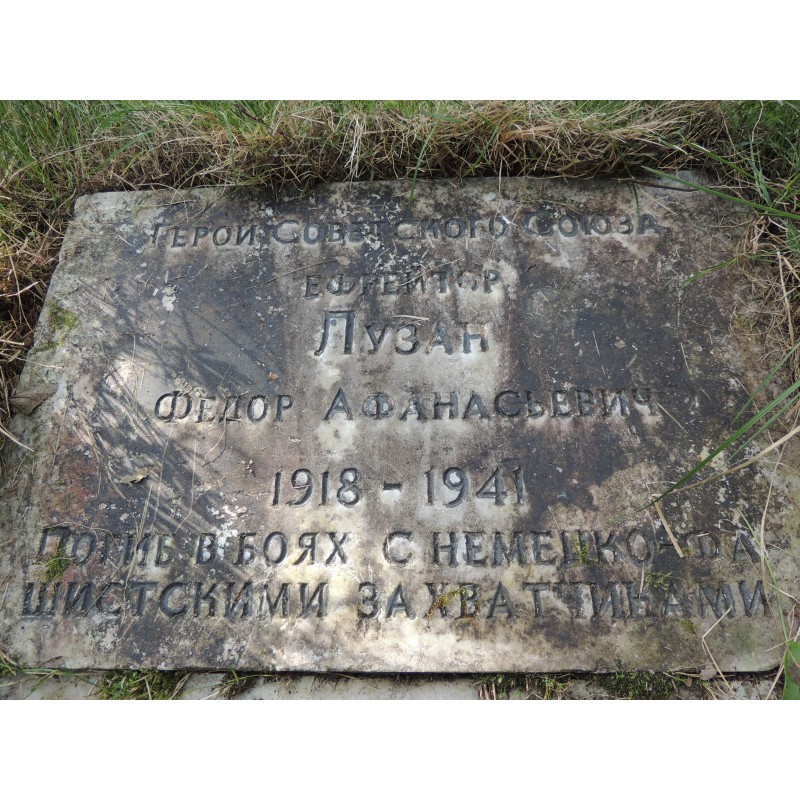 Герой Советского Союза
ефрейтор
Лузан
Федор Афанасьевич
1918 - 1941
Погиб в боях с немецко-фа-
шистскими захватчиками